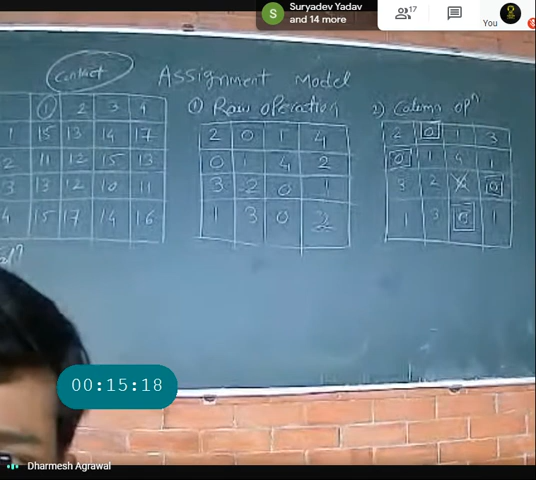 S Suryadev Yadav
and 14 more
17
You
Contact
Assignment Model
1 2 3 4
1 15 13 14 17
2 11 12 15 13
3 13 12 10 11
4 15 17 14 16
① Row operation
2 0 1 4
0 1 4 2
3 2 0 1
1 3 0 2
2) Column opn
2 0 1 3
0 1 4 1
3 2 0 0
1 3 0 1
00:15:18
Dharmesh Agrawal